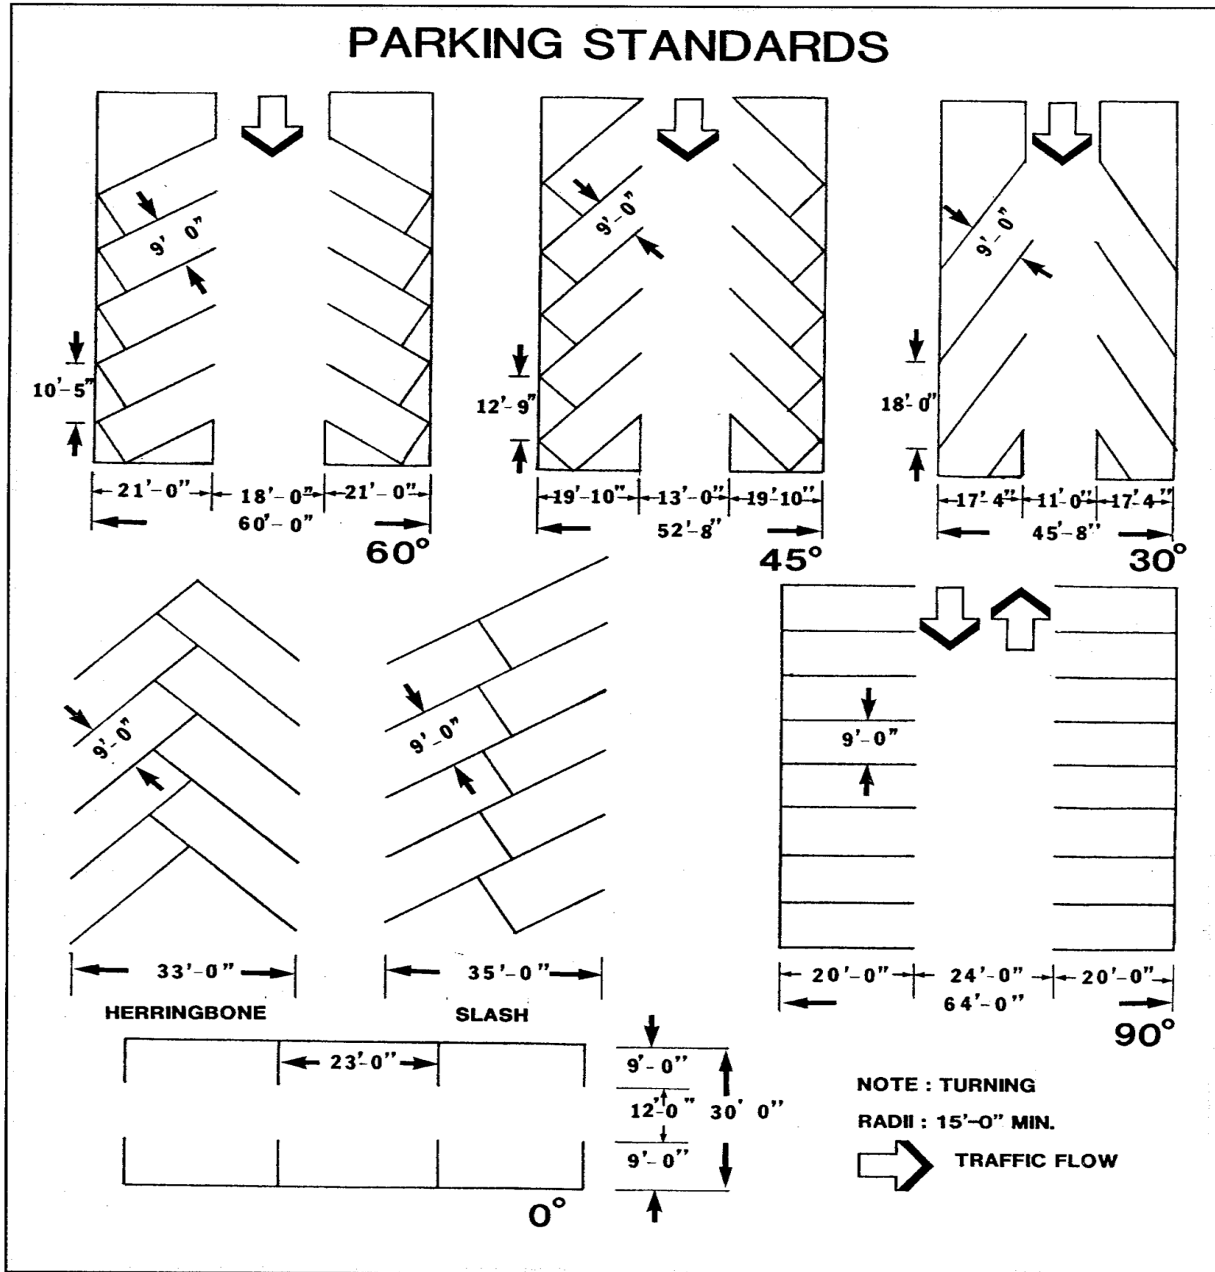 PARKING STANDARDS
9' 0"
10'-5"
21'-0" 18'-0" 21'-0"
60'-0"
60°
9'-0"
12'-9"
19'-10" 13'-0" 19'-10"
52'-8"
45°
9'-0"
18'-0"
17'-4" 11'-0" 17'-4"
45'-8"
30°
9'-0"
33'-0"
HERRINGBONE
9'-0"
35'-0"
SLASH
9'-0"
20'-0" 24'-0" 20'-0"
64'-0"
90°
23'-0"
9'-0"
12'-0" 30' 0"
9'-0"
0°
NOTE : TURNING
RADII : 15'-0" MIN.
TRAFFIC FLOW